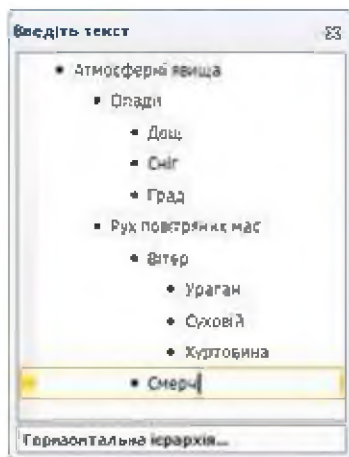 Введіть текст
Атмосферні явища
Опади
Дощ
Сніг
Град
Рух повітряних мас
Вітер
Ураган
Суховій
Хуртовина
Смерч
Горизонтальна ієрархія...